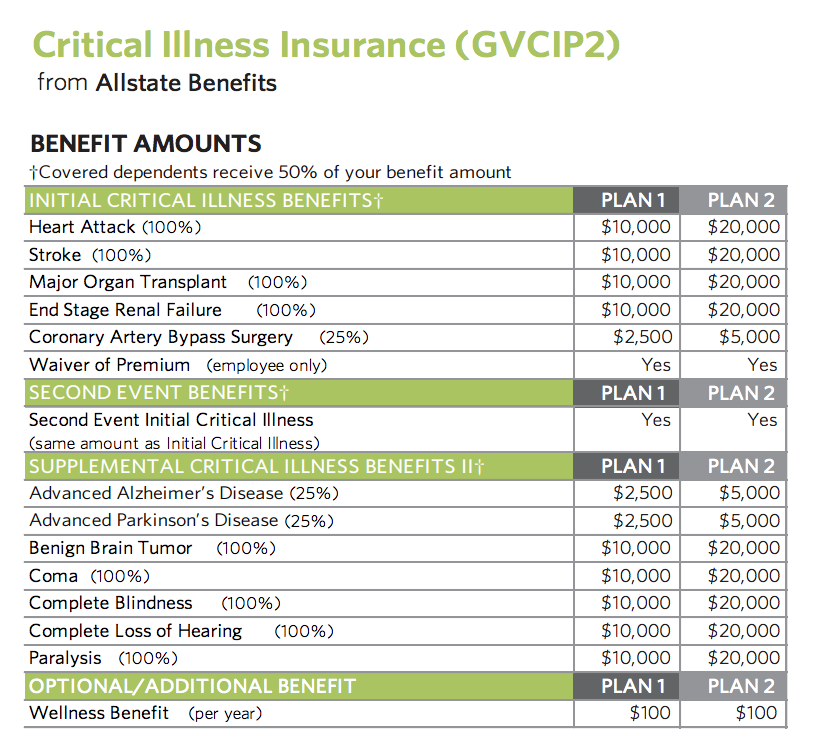 Critical Illness Insurance (GVCIP2)
from Allstate Benefits
BENEFIT AMOUNTS
†Covered dependents receive 50% of your benefit amount
INITIAL CRITICAL ILLNESS BENEFITS† PLAN 1 PLAN 2
Heart Attack (100%) $10,000 $20,000
Stroke (100%) $10,000 $20,000
Major Organ Transplant (100%) $10,000 $20,000
End Stage Renal Failure (100%) $10,000 $20,000
Coronary Artery Bypass Surgery (25%) $2,500 $5,000
Waiver of Premium (employee only) Yes Yes
SECOND EVENT BENEFITS† PLAN 1 PLAN 2
Second Event Initial Critical Illness Yes Yes
(same amount as Initial Critical Illness)
SUPPLEMENTAL CRITICAL ILLNESS BENEFITS II† PLAN 1 PLAN 2
Advanced Alzheimer's Disease (25%) $2,500 $5,000
Advanced Parkinson's Disease (25%) $2,500 $5,000
Benign Brain Tumor (100%) $10,000 $20,000
Coma (100%) $10,000 $20,000
Complete Blindness (100%) $10,000 $20,000
Complete Loss of Hearing (100%) $10,000 $20,000
Paralysis (100%) $10,000 $20,000
OPTIONAL/ADDITIONAL BENEFIT PLAN 1 PLAN 2
Wellness Benefit (per year) $100 $100